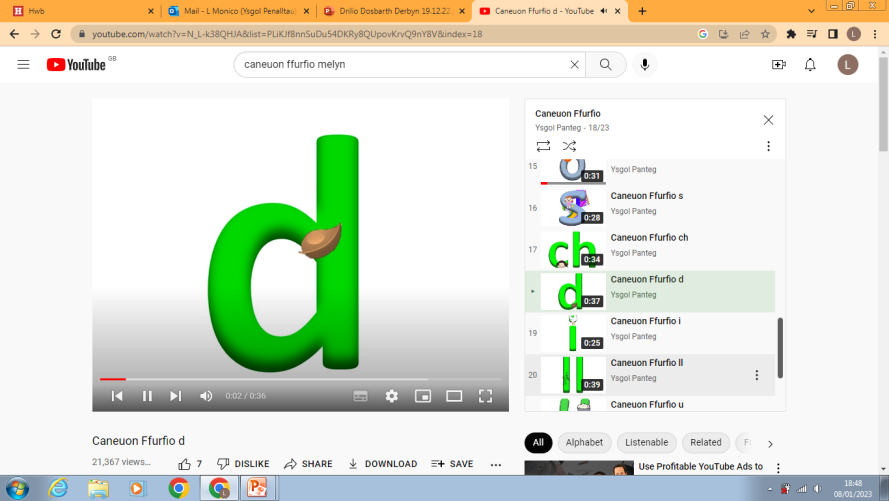 Hwb
Mail - L Monico (Ysgol Penalltau)
Drilio Dosbarth Derbyn 19.12.22
Caneuon Ffurfio d - YouTube
youtube.com/watch?v=N_L-k38QHJA&list=PLiKJf8nnSuDu54DKRy8QUpovKrvQ9nY8V&index=18
L
YouTube GB
caneuon ffurfio melyn
L
d
0:02 / 0:36
Caneuon Ffurfio
Ysgol Panteg - 18/23
15
o
0:31
Ysgol Panteg
16
s
0:28
Caneuon Ffurfio s
Ysgol Panteg
17
ch
0:34
Caneuon Ffurfio ch
Ysgol Panteg
d
0:37
Caneuon Ffurfio d
Ysgol Panteg
19
i
0:25
Caneuon Ffurfio i
Ysgol Panteg
20
ll
0:39
Caneuon Ffurfio ll
Ysgol Panteg
Caneuon Ffurfio u
Caneuon Ffurfio d
21,367 views...
7
DISLIKE
SHARE
DOWNLOAD
SAVE
All
Alphabet
Listenable
Related
Use Profitable YouTube Ads to
18:48
08/01/2023